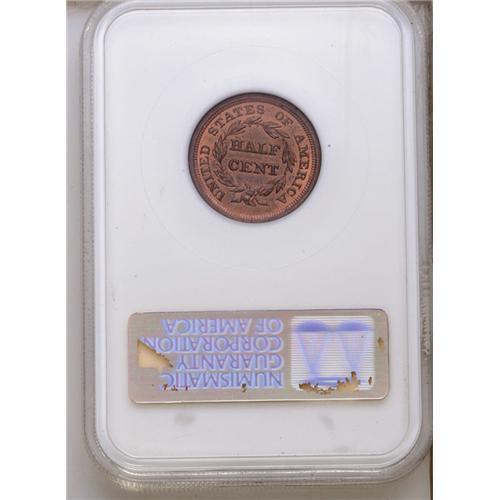 UNITED STATES OF AMERICA
HALF
CENT
NUMISMATIC
GUARANTY
CORPORATION
OF AMERICA